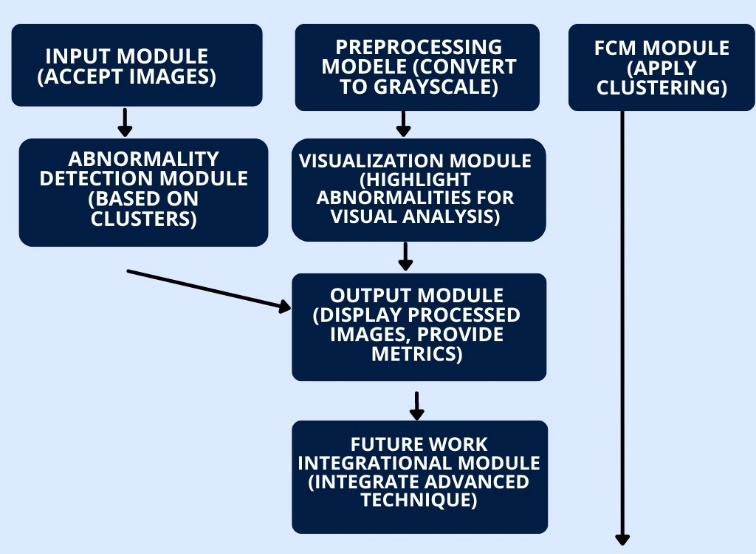 INPUT MODULE
(ACCEPT IMAGES)
PREPROCESSING
MODELE (CONVERT
TO GRAYSCALE)
FCM MODULE
(APPLY
CLUSTERING)
ABNORMALITY
DETECTION MODULE
(BASED ON
CLUSTERS)
VISUALIZATION MODULE
(HIGHLIGHT
ABNORMALITIES FOR
VISUAL ANALYSIS)
OUTPUT MODULE
(DISPLAY PROCESSED
IMAGES, PROVIDE
METRICS)
FUTURE WORK
INTEGRATIONAL MODULE
(INTEGRATE ADVANCED
TECHNIQUE)